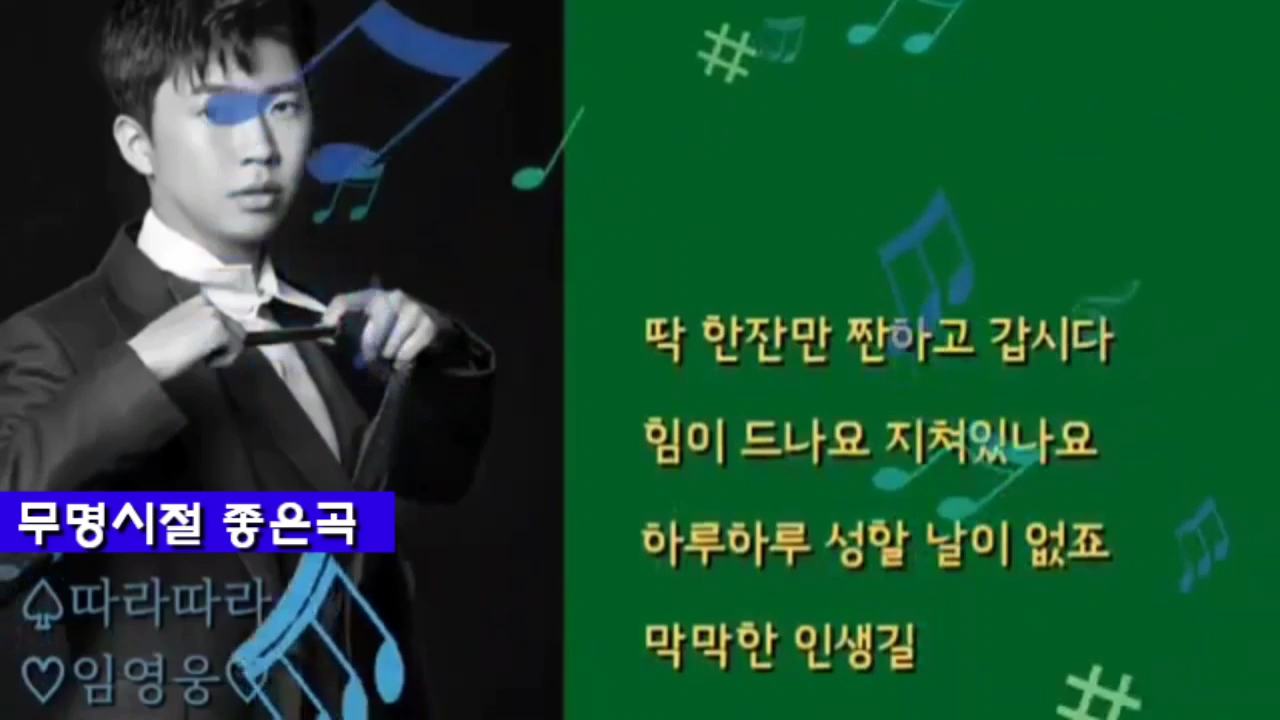 무명시절 좋은곡
♤따라따라
♡임영웅♡
딱 한잔만 짠하고 갑시다
힘이 드나요 지쳐있나요
하루하루 성할 날이 없죠
막막한 인생길